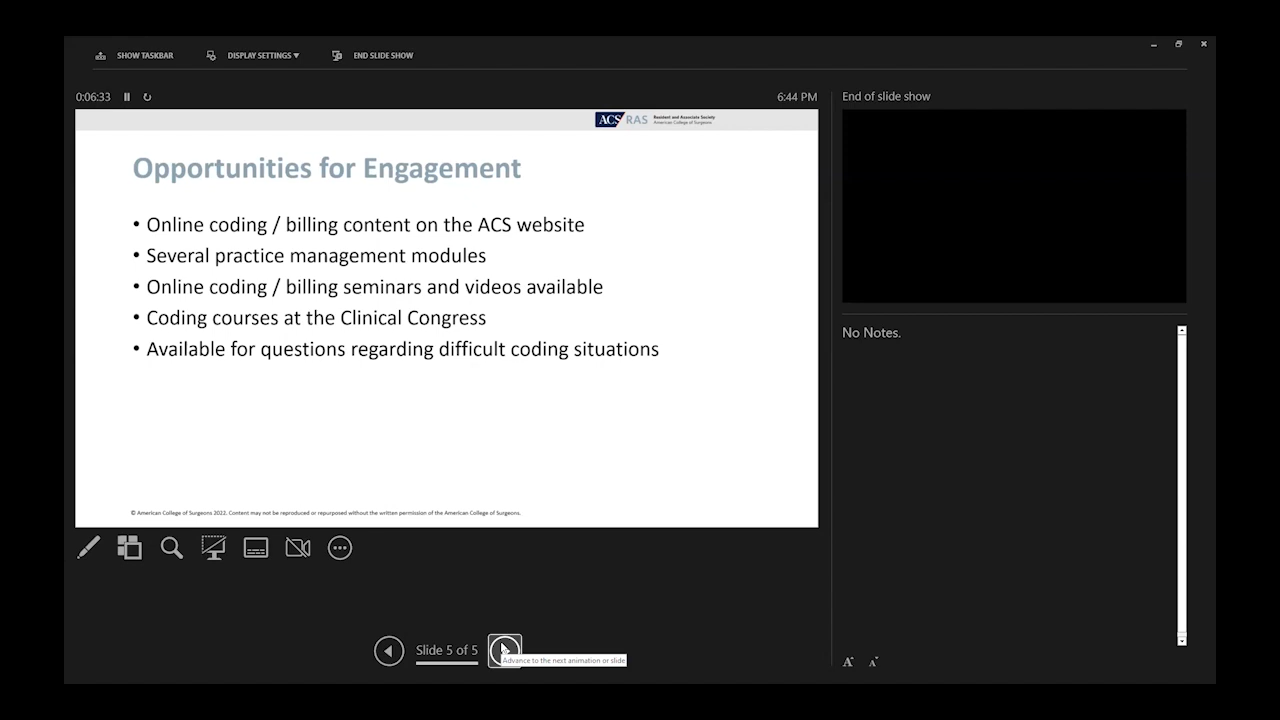 SHOW TASKBAR
DISPLAY SETTINGS ▼
END SLIDE SHOW
0:06:33
6:44 PM
End of slide show
ACS RAS
Resident and Associate Society
American College of Surgeons
Opportunities for Engagement
• Online coding / billing content on the ACS website
• Several practice management modules
• Online coding / billing seminars and videos available
• Coding courses at the Clinical Congress
• Available for questions regarding difficult coding situations
© American College of Surgeons 2022. Content may not be reproduced or repurposed without the written permission of the American College of Surgeons.
No Notes.
Slide 5 of 5
Advance to the next animation or slide
A A